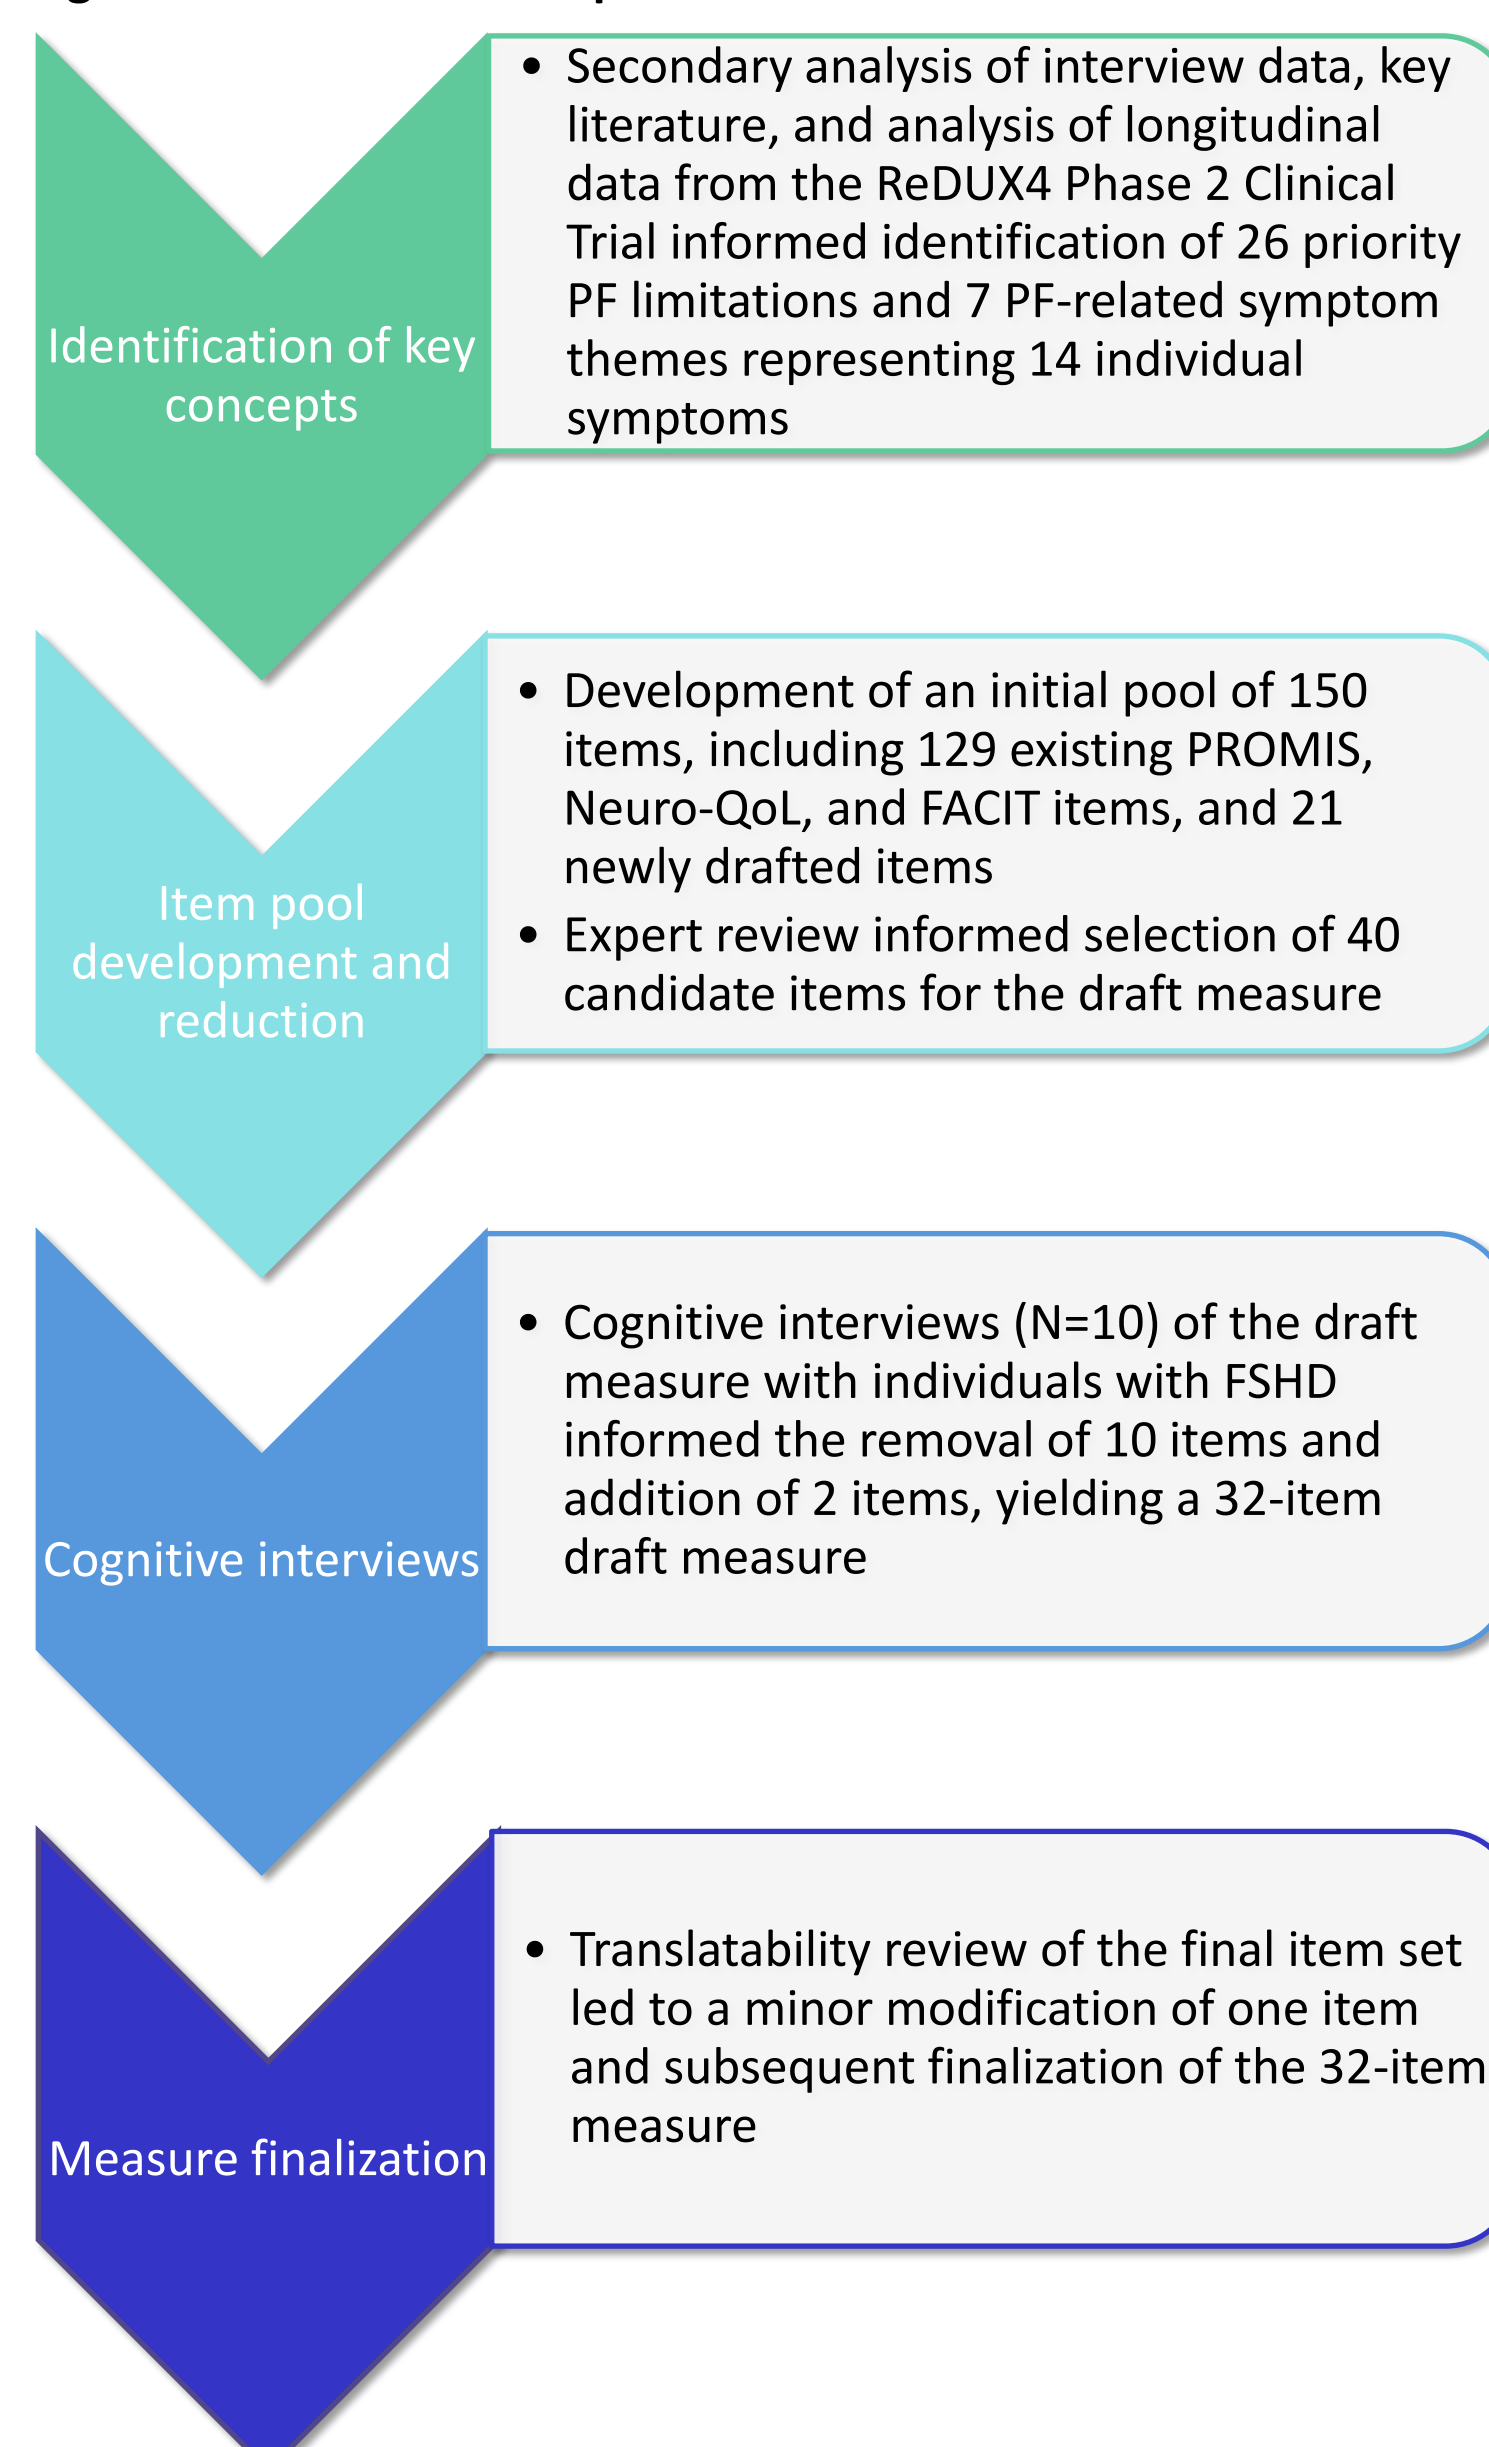 Identification of key
concepts
• Secondary analysis of interview data, key
literature, and analysis of longitudinal
data from the ReDUX4 Phase 2 Clinical
Trial informed identification of 26 priority
PF limitations and 7 PF-related symptom
themes representing 14 individual
symptoms
Item pool
development and
reduction
• Development of an initial pool of 150
items, including 129 existing PROMIS,
Neuro-QoL, and FACIT items, and 21
newly drafted items
• Expert review informed selection of 40
candidate items for the draft measure
Cognitive interviews
• Cognitive interviews (N=10) of the draft
measure with individuals with FSHD
informed the removal of 10 items and
addition of 2 items, yielding a 32-item
draft measure
Measure finalization
• Translatability review of the final item set
led to a minor modification of one item
and subsequent finalization of the 32-item
measure